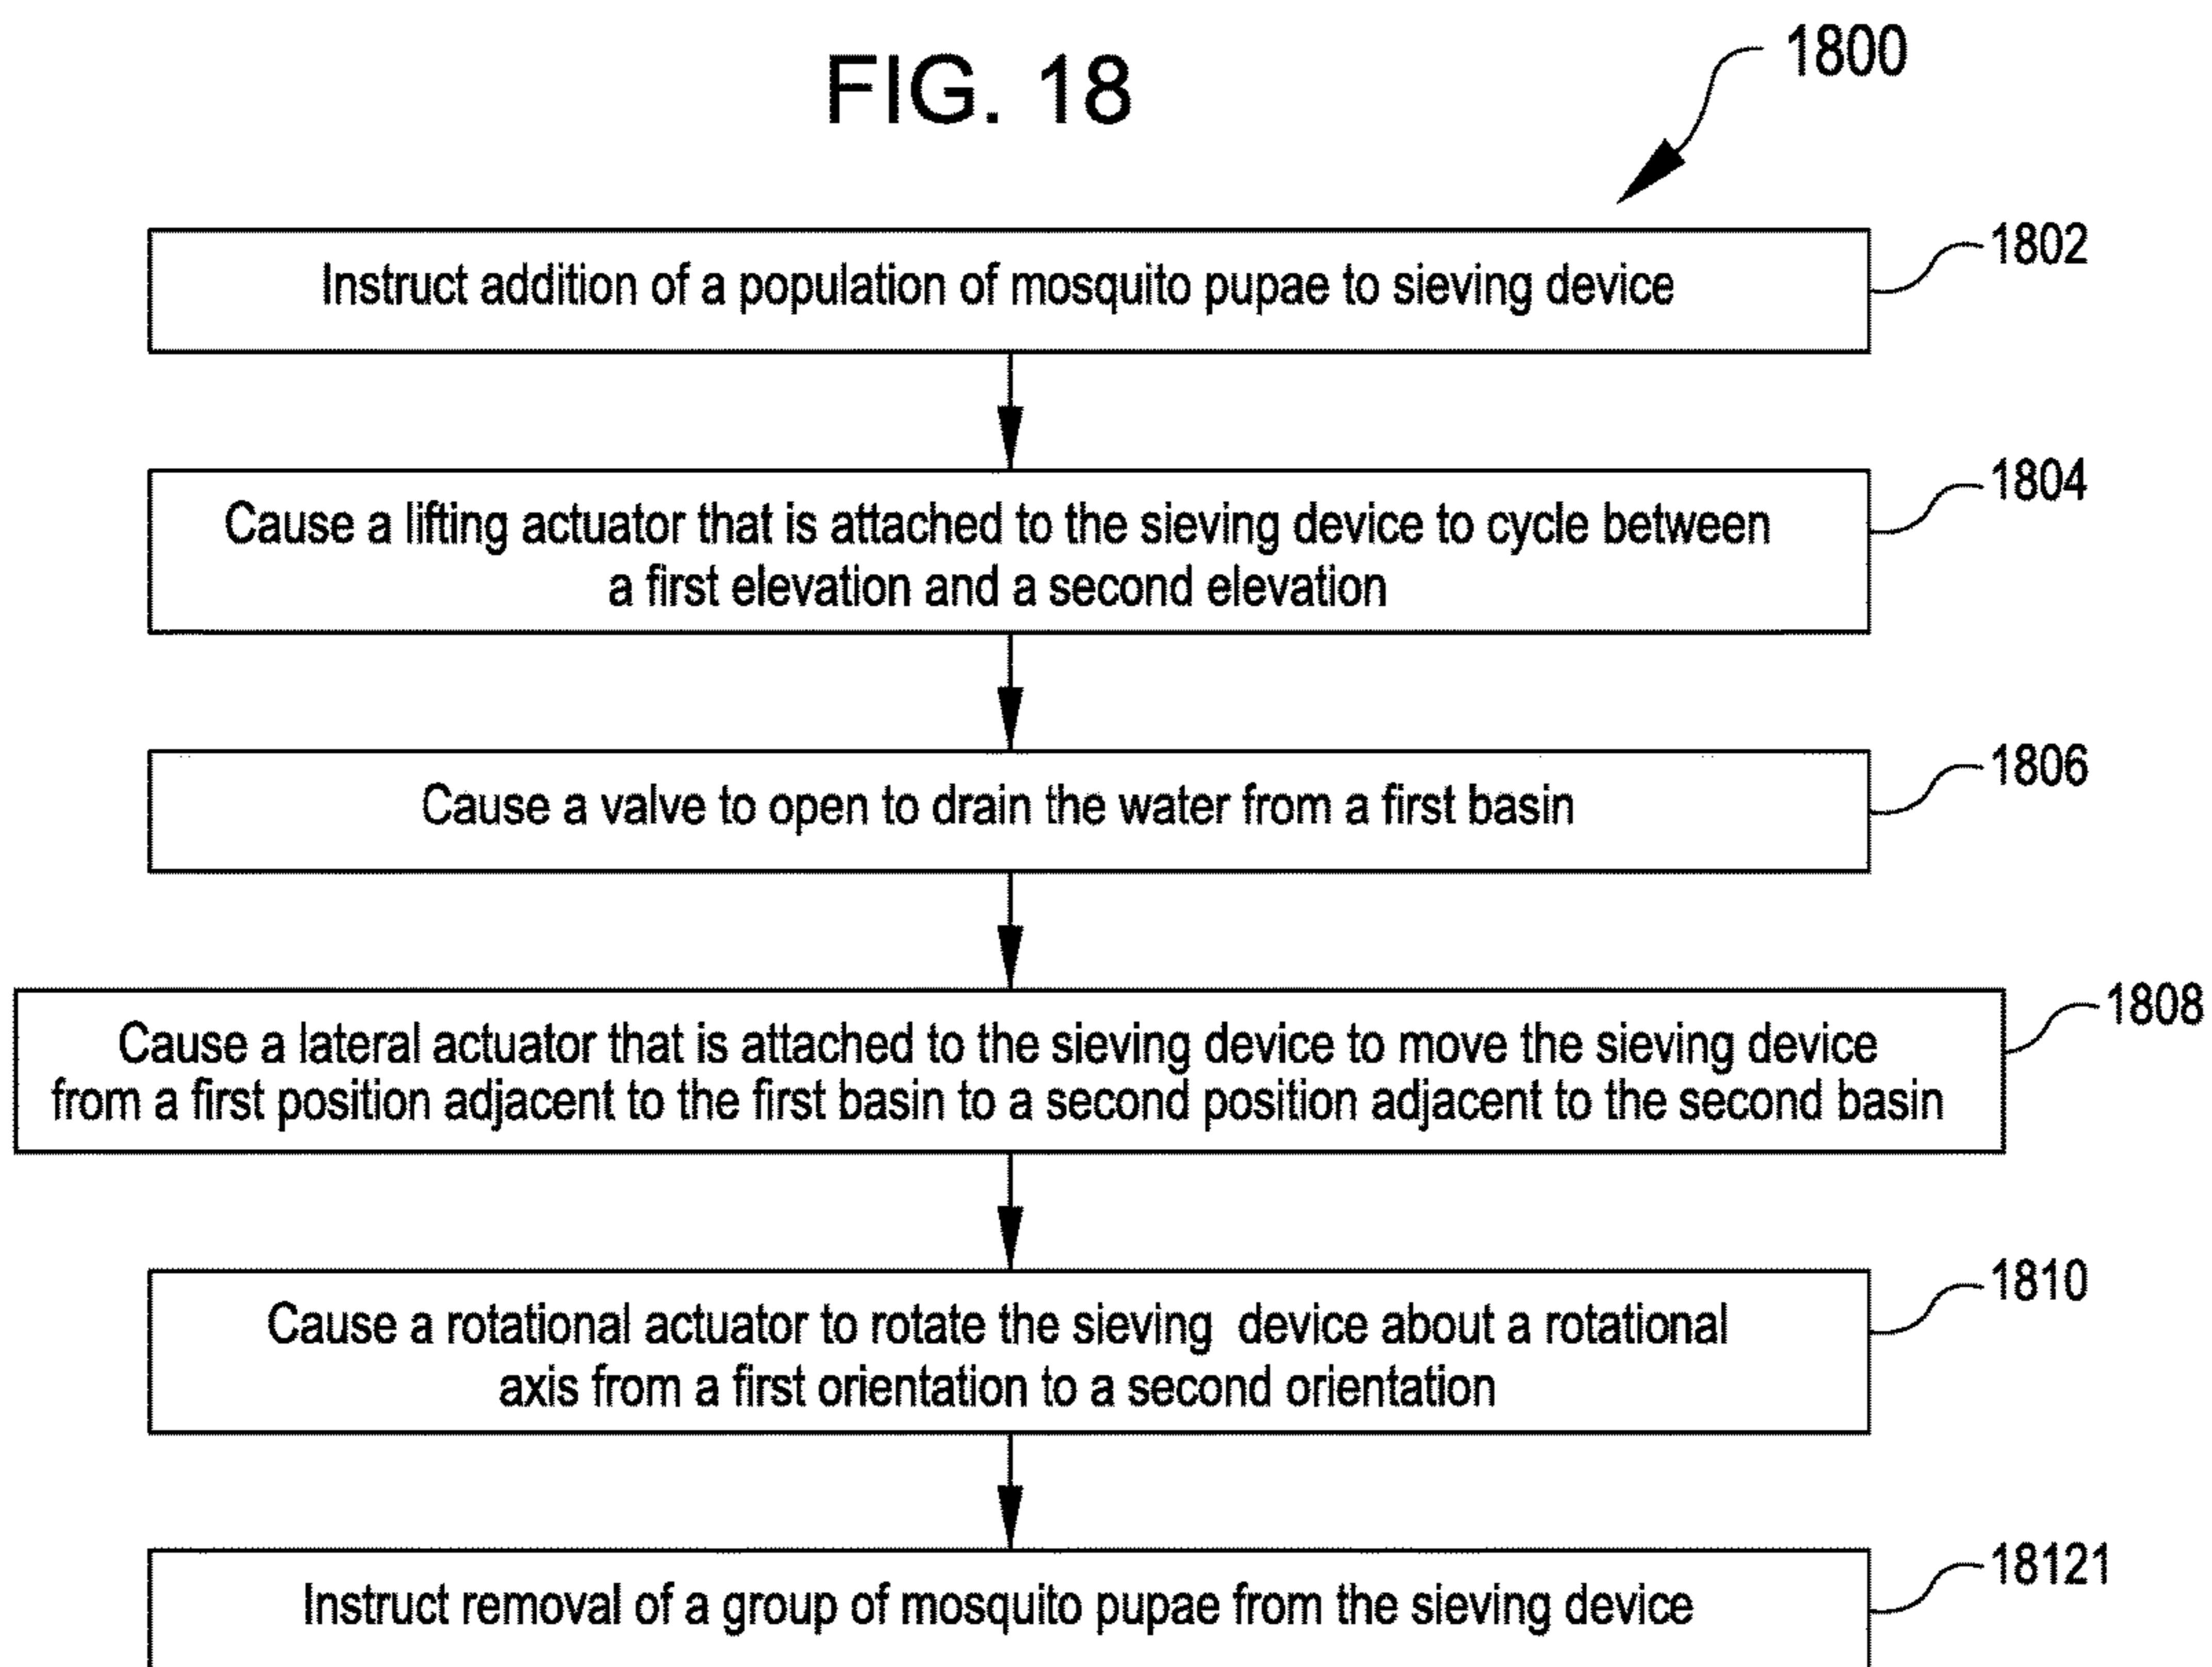 FIG. 18
1800
Instruct addition of a population of mosquito pupae to sieving device
1802
Cause a lifting actuator that is attached to the sieving device to cycle between
a first elevation and a second elevation
1804
Cause a valve to open to drain the water from a first basin
1806
Cause a lateral actuator that is attached to the sieving device to move the sieving device
from a first position adjacent to the first basin to a second position adjacent to the second basin
1808
Cause a rotational actuator to rotate the sieving device about a rotational
axis from a first orientation to a second orientation
1810
Instruct removal of a group of mosquito pupae from the sieving device
18121